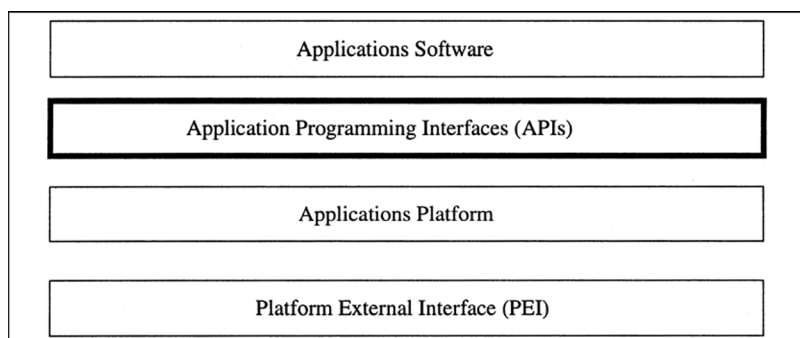 Applications Software
Application Programming Interfaces (APIs)
Applications Platform
Platform External Interface (PEI)